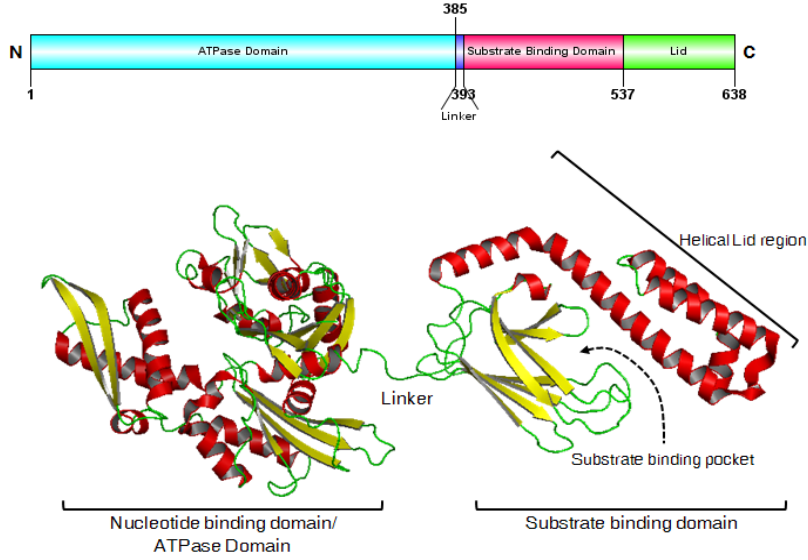 385
N
ATPase Domain
Substrate Binding Domain
Lid
C
1
393
537
638
Linker
Helical Lid region
Linker
Substrate binding pocket
Nucleotide binding domain/
ATPase Domain
Substrate binding domain